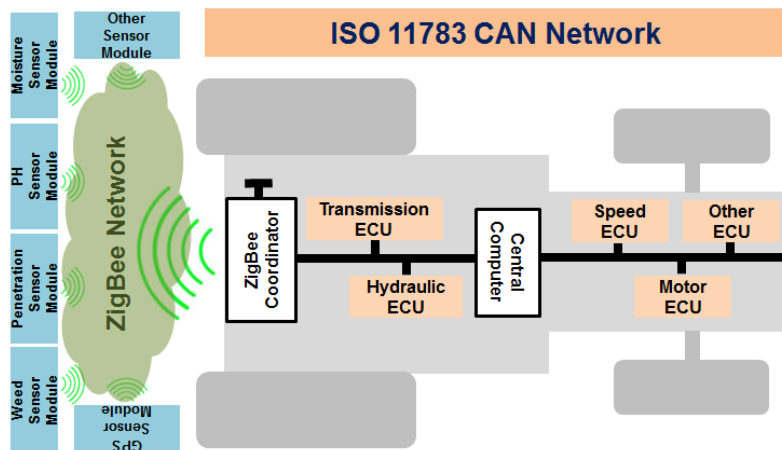 Other
Sensor
Module
ISO 11783 CAN Network
Moisture
Sensor
Module
PH
Sensor
Module
Penetration
Sensor
Module
Weed
Sensor
Module
ZigBee Network
GPS
Sensor
Module
ZigBee
Coordinator
Transmission
ECU
Hydraulic
ECU
Central
Computer
Speed
ECU
Other
ECU
Motor
ECU